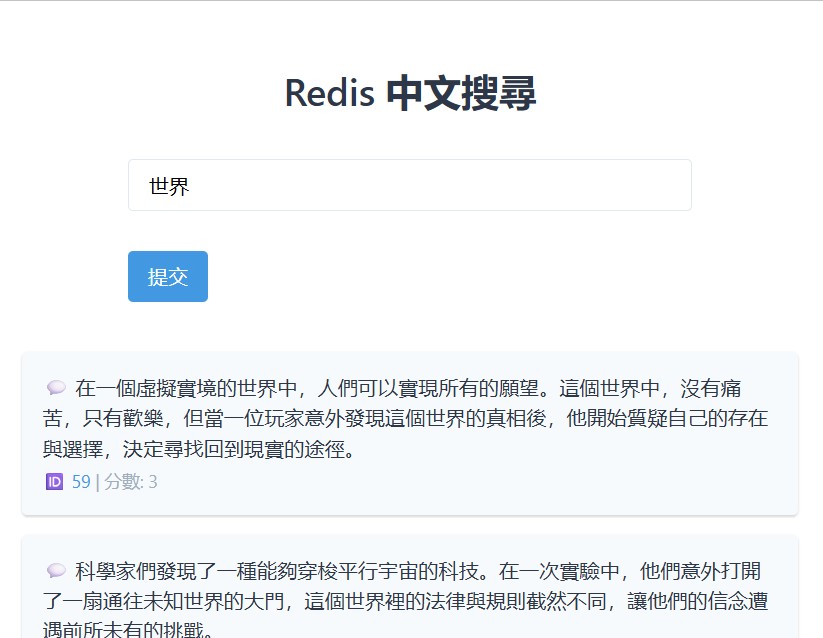 Redis 中文搜尋
世界
提交
💬 在一個虛擬實境的世界中，人們可以實現所有的願望。這個世界中，沒有痛
苦，只有歡樂，但當一位玩家意外發現這個世界的真相後，他開始質疑自己的存在
與選擇，決定尋找回到現實的途徑。
🆔 59 | 分數: 3
💬 科學家們發現了一種能夠穿梭平行宇宙的科技。在一次實驗中，他們意外打開
了一扇通往未知世界的大門，這個世界裡的法律與規則截然不同，讓他們的信念遭
遇前所未有的挑戰。